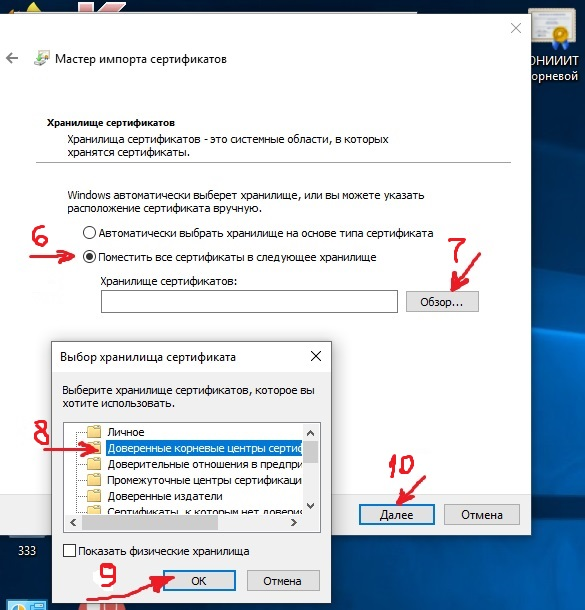 ОНИИИТ
орневой
Мастер импорта сертификатов
Хранилище сертификатов
Хранилища сертификатов - это системные области, в которых
хранятся сертификаты.
Windows автоматически выберет хранилище, или вы можете указать
расположение сертификата вручную.
6
Автоматически выбрать хранилище на основе типа сертификата
Поместить все сертификаты в следующее хранилище
7
Хранилище сертификатов:
Обзор...
Выбор хранилища сертификата
Выберите хранилище сертификатов, которое вы
хотите использовать.
Личное
8
Доверенные корневые центры серти
Доверительные отношения в предпри
Промежуточные центры сертификаци
Доверенные издатели
Сертификаты, к которым нет довери
10
Далее
Отмена
333
Показать физические хранилища
9
ОК
Отмена